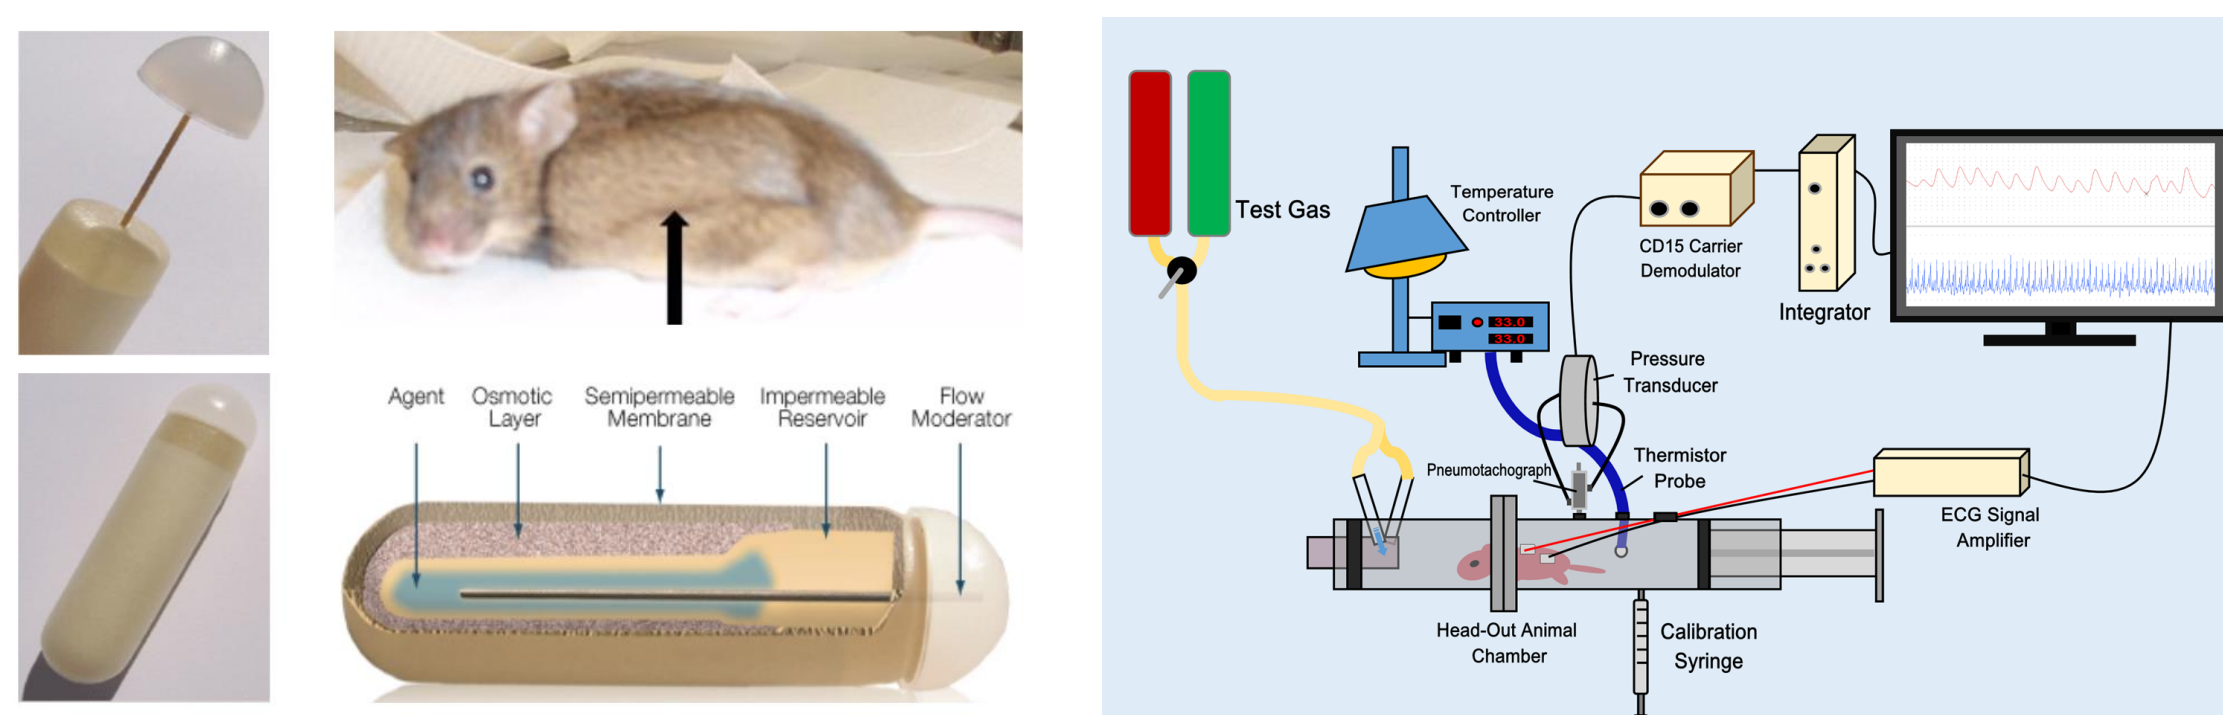 Agent
Osmotic
Layer
Semipermeable
Membrane
Impermeable
Reservoir
Flow
Moderator
Test Gas
Temperature
Controller
33.0
33.0
CD15 Carrier
Demodulator
Integrator
Pressure
Transducer
Pneumotachograph
Thermistor
Probe
ECG Signal
Amplifier
Head-Out Animal
Chamber
Calibration
Syringe